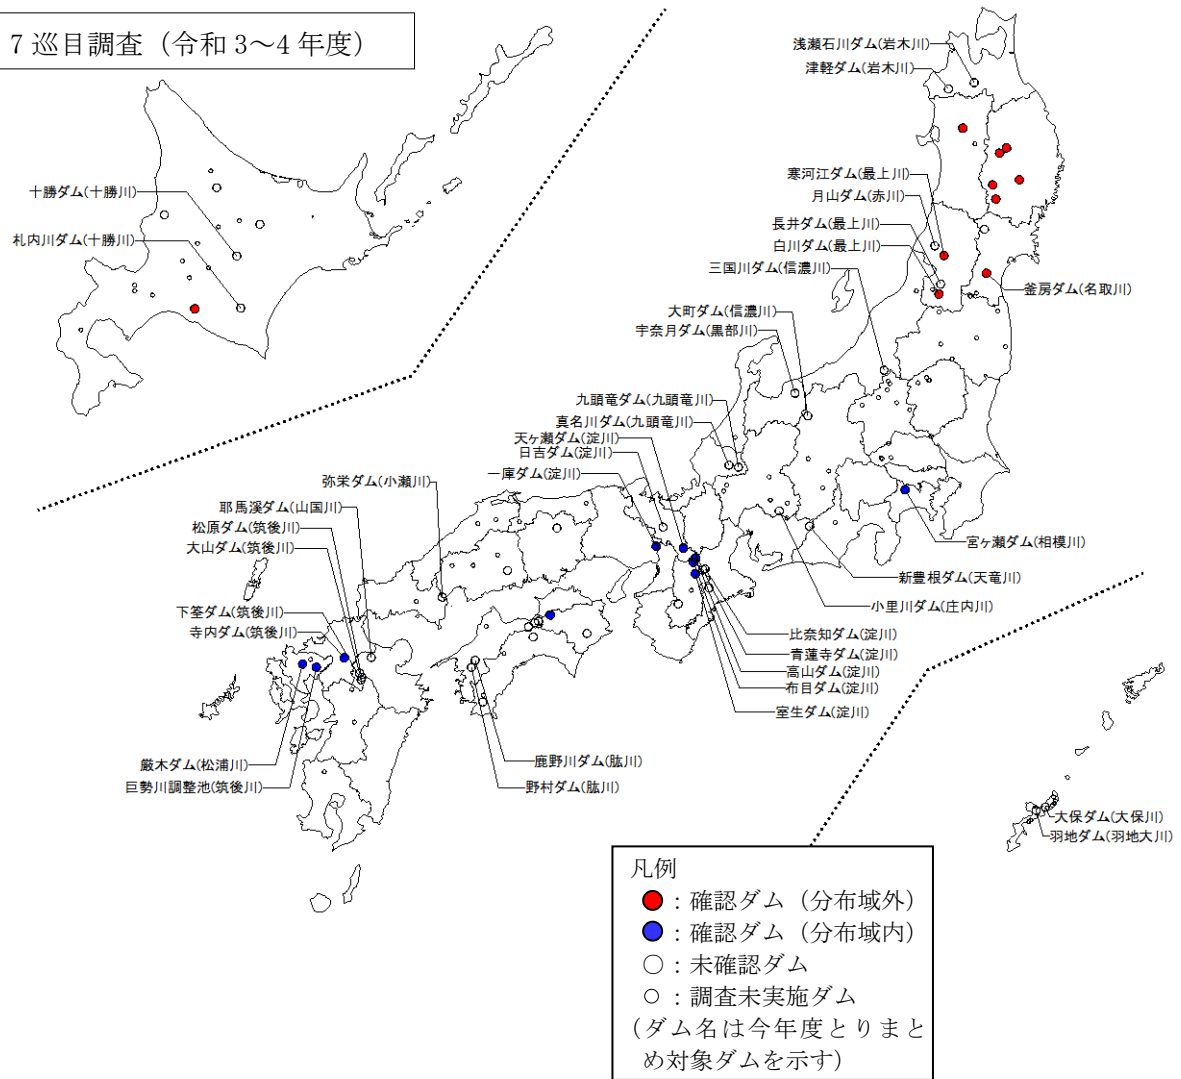 7 巡目調査（令和 3～4 年度）
浅瀬石川ダム(岩木川)
津軽ダム(岩木川)
十勝ダム(十勝川)
札内川ダム(十勝川)
寒河江ダム(最上川)
月山ダム(赤川)
長井ダム(最上川)
白川ダム(最上川)
三国川ダム(信濃川)
釜房ダム(名取川)
大町ダム(信濃川)
宇奈月ダム(黒部川)
九頭竜ダム(九頭竜川)
真名川ダム(九頭竜川)
天ヶ瀬ダム(淀川)
日吉ダム(淀川)
一庫ダム(淀川)
弥栄ダム(小瀬川)
耶馬溪ダム(山国川)
松原ダム(筑後川)
大山ダム(筑後川)
下筌ダム(筑後川)
寺内ダム(筑後川)
宮ヶ瀬ダム(相模川)
新豊根ダム(天竜川)
小里川ダム(庄内川)
比奈知ダム(淀川)
青蓮寺ダム(淀川)
高山ダム(淀川)
布目ダム(淀川)
室生ダム(淀川)
鹿野川ダム(肱川)
野村ダム(肱川)
厳木ダム(松浦川)
巨勢川調整池(筑後川)
大保ダム(大保川)
羽地ダム(羽地大川)
凡例
：確認ダム（分布域外）
：確認ダム（分布域内）
：未確認ダム
：調査未実施ダム
(ダム名は今年度とりまと
め対象ダムを示す)